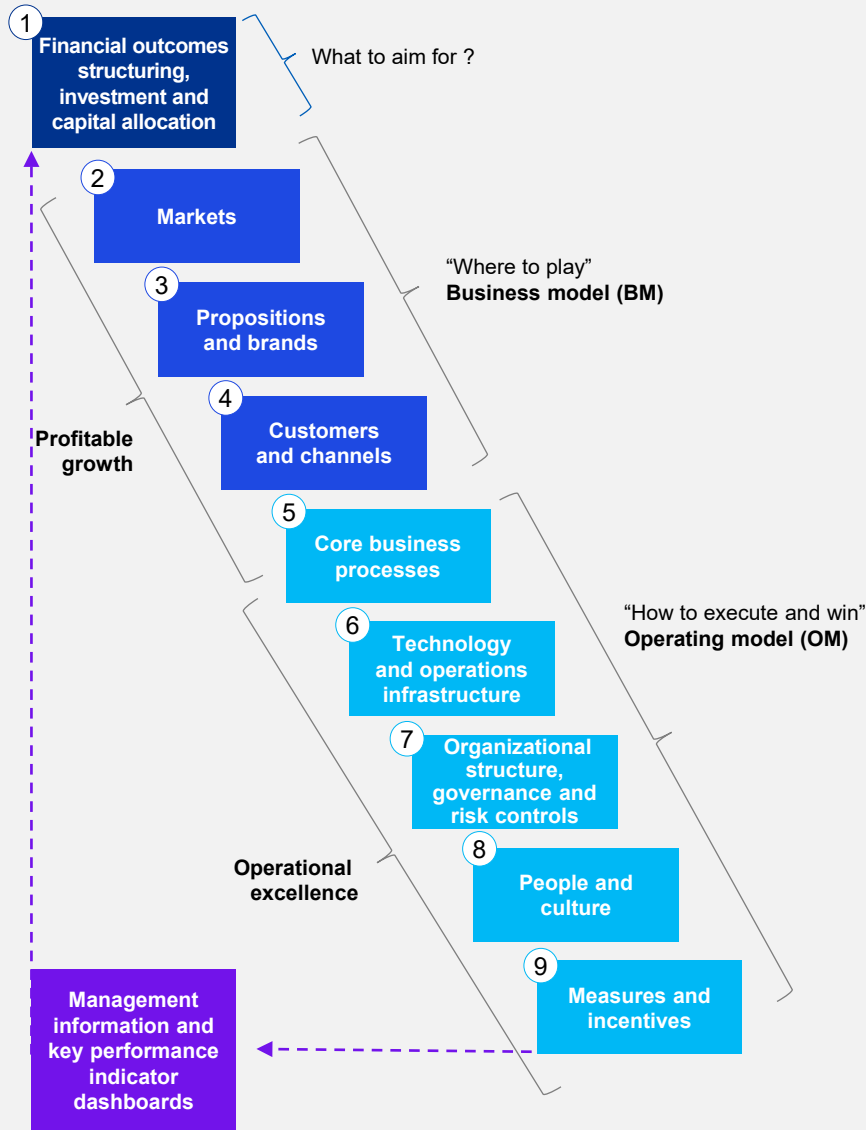 1
Financial outcomes
structuring,
investment and
capital allocation
What to aim for ?
2
Markets
“Where to play”
Business model (BM)
3
Propositions
and brands
4
Customers
and channels
Profitable
growth
5
Core business
processes
“How to execute and win”
Operating model (OM)
6
Technology
and operations
infrastructure
7
Organizational
structure,
governance and
risk controls
8
People and
culture
Operational
excellence
9
Measures and
incentives
Management
information and
key performance
indicator
dashboards